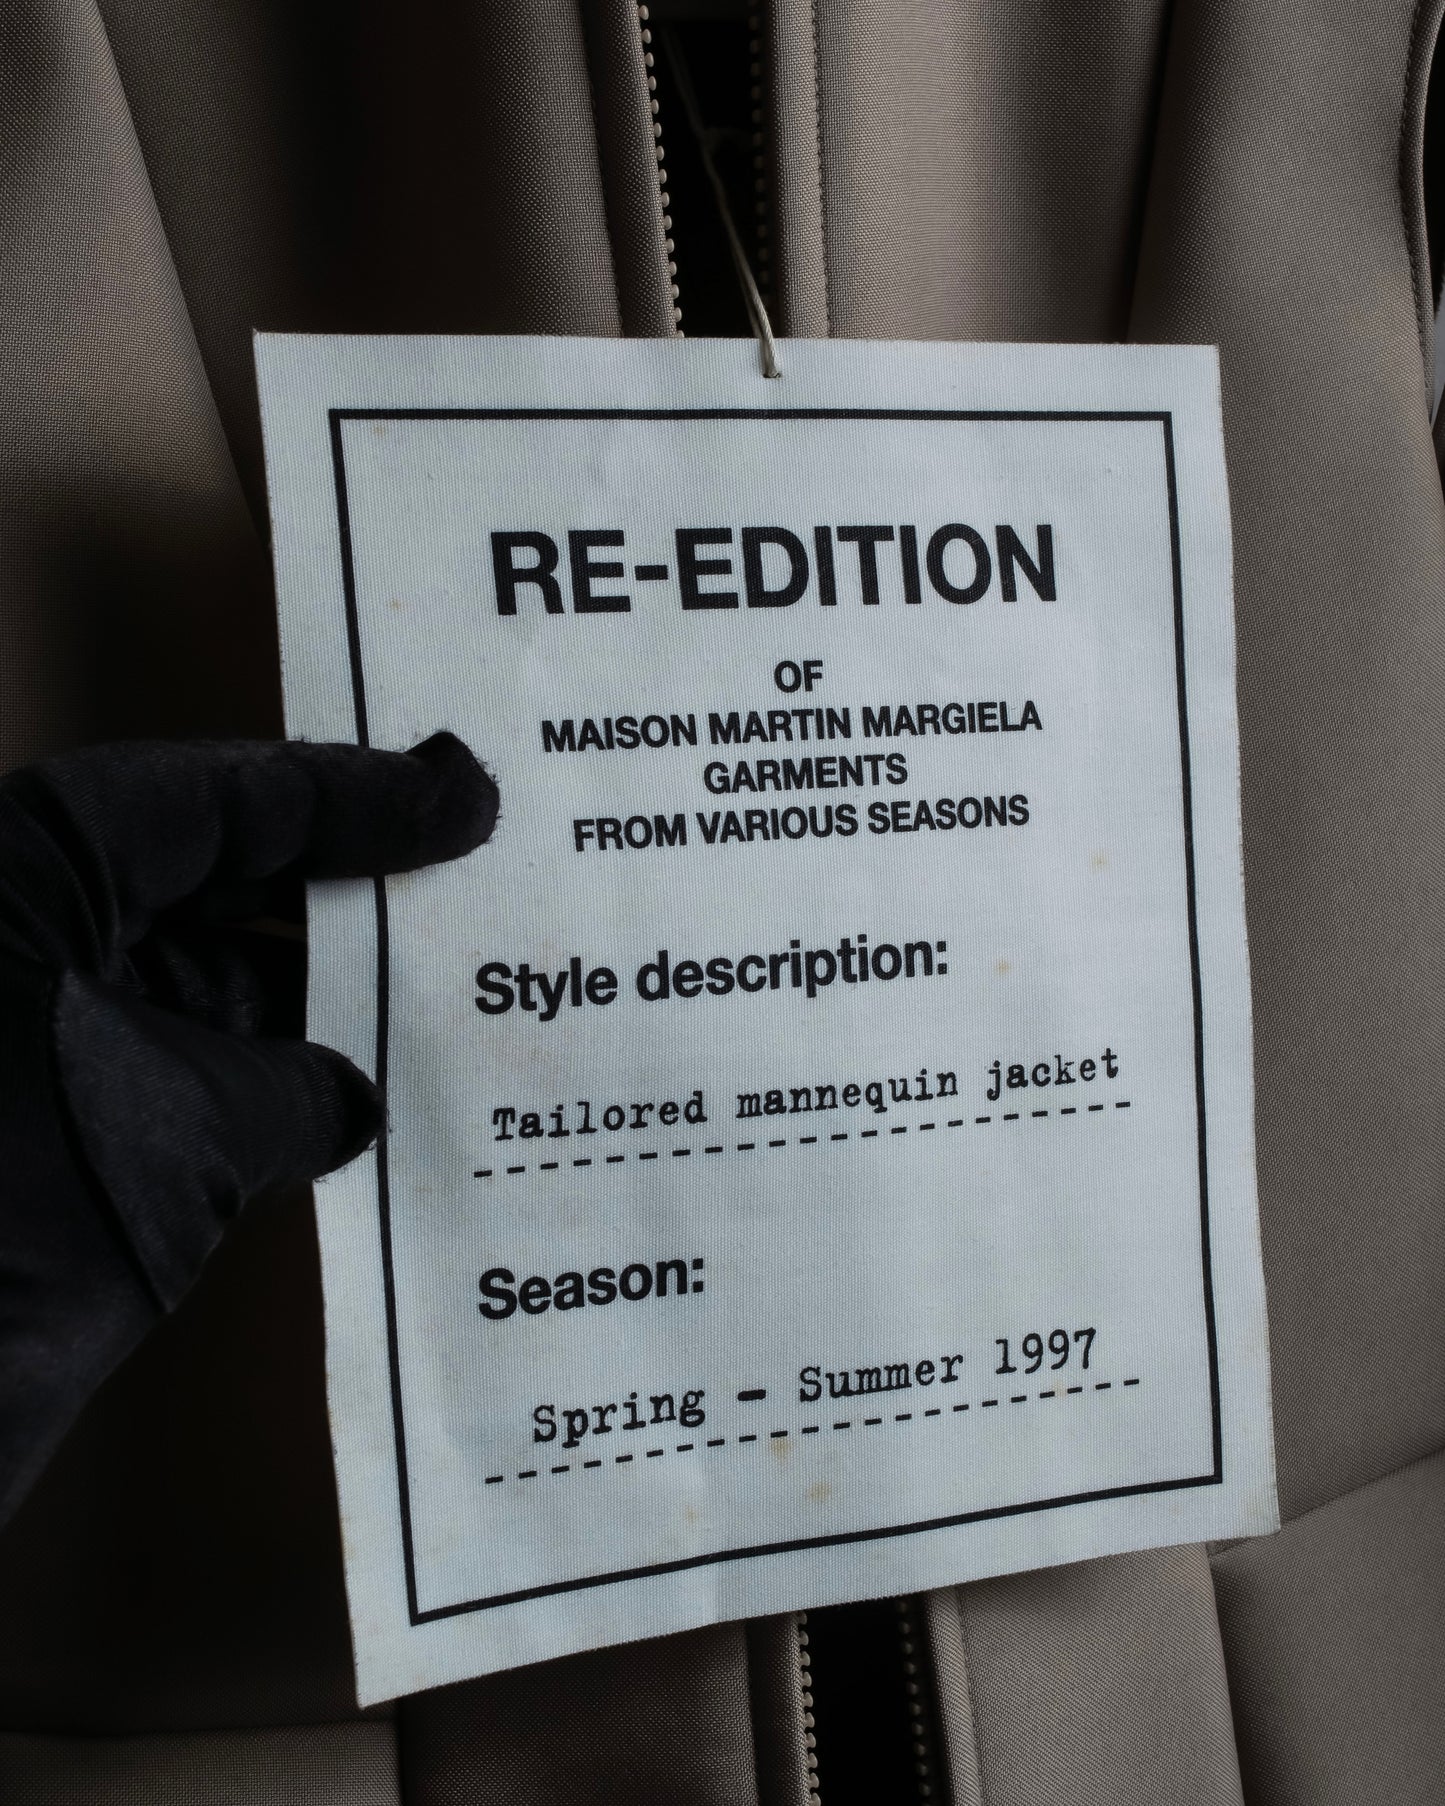 RE-EDITION
OF
MAISON MARTIN MARGIELA
GARMENTS
FROM VARIOUS SEASONS
Style description:
Tailored mannequin jacket
Season:
Spring - Summer 1997